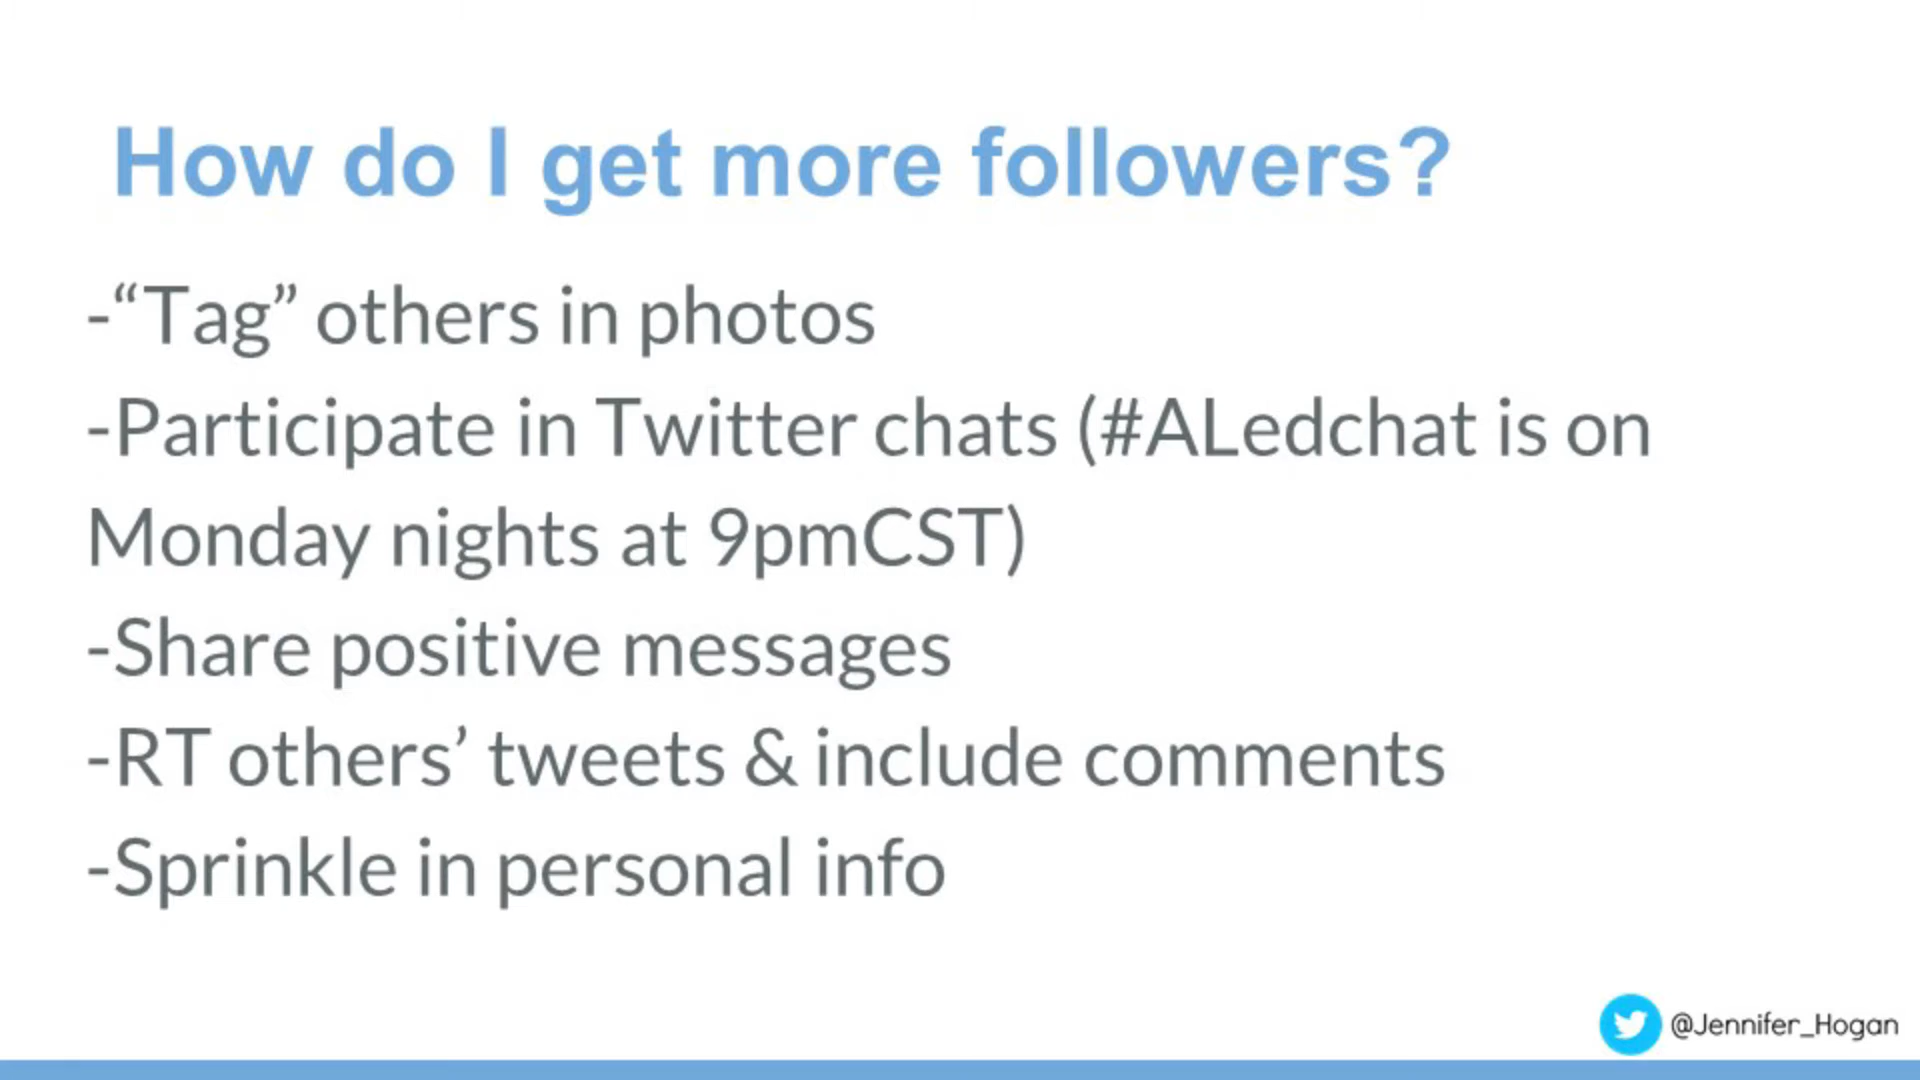 How do I get more followers?
-“Tag” others in photos
-Participate in Twitter chats (#ALedchat is on
Monday nights at 9pmCST)
-Share positive messages
-RT others’ tweets & include comments
-Sprinkle in personal info
@Jennifer_Hogan